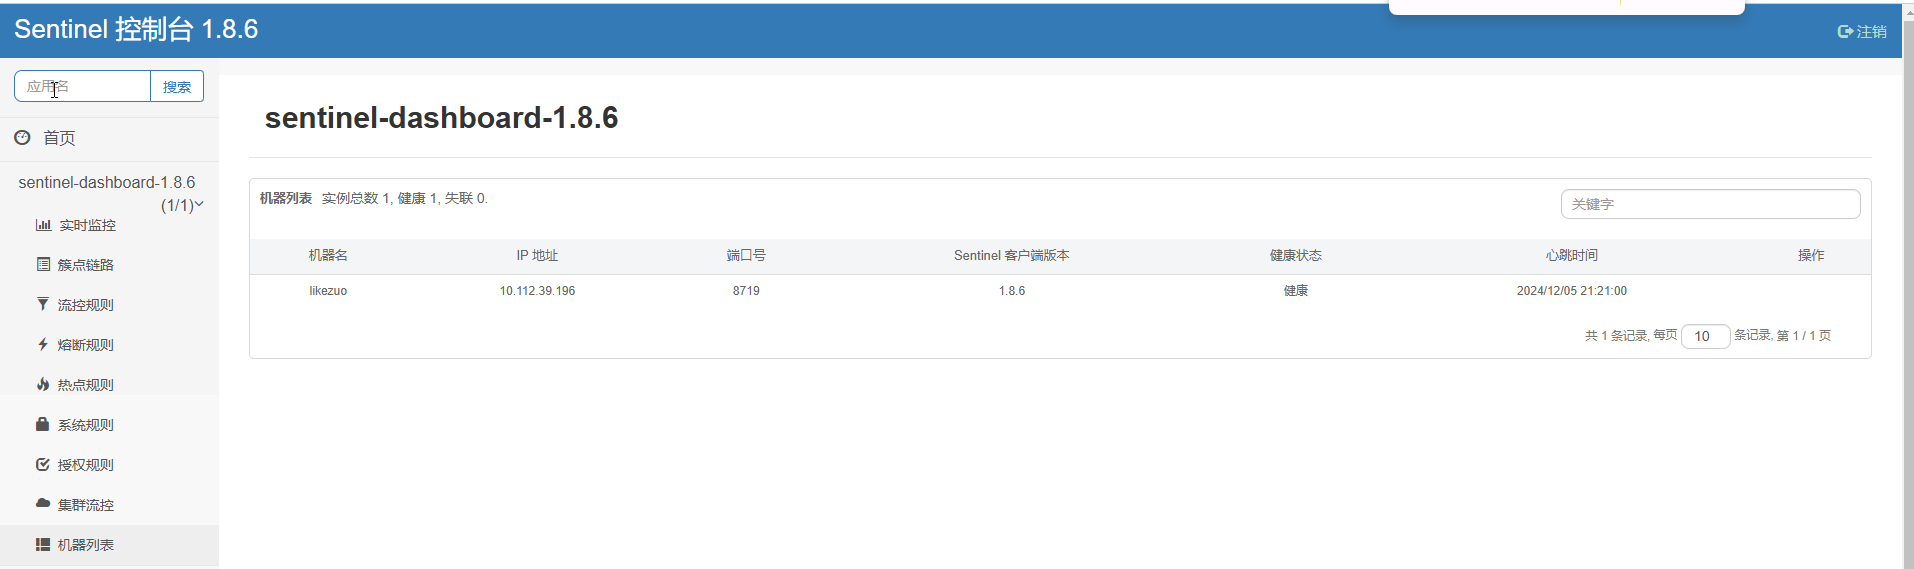 Sentinel 控制台 1.8.6
注销
应用名
搜索
首页
sentinel-dashboard-1.8.6
(1/1)
实时监控
簇点链路
流控规则
熔断规则
热点规则
系统规则
授权规则
集群流控
机器列表
sentinel-dashboard-1.8.6
机器列表 实例总数 1, 健康 1, 失联 0.
关键字
机器名 IP 地址 端口号 Sentinel 客户端版本 健康状态 心跳时间 操作
likezuo 10.112.39.196 8719 1.8.6 健康 2024/12/05 21:21:00
共 1 条记录, 每页 10 条记录, 第 1 / 1 页